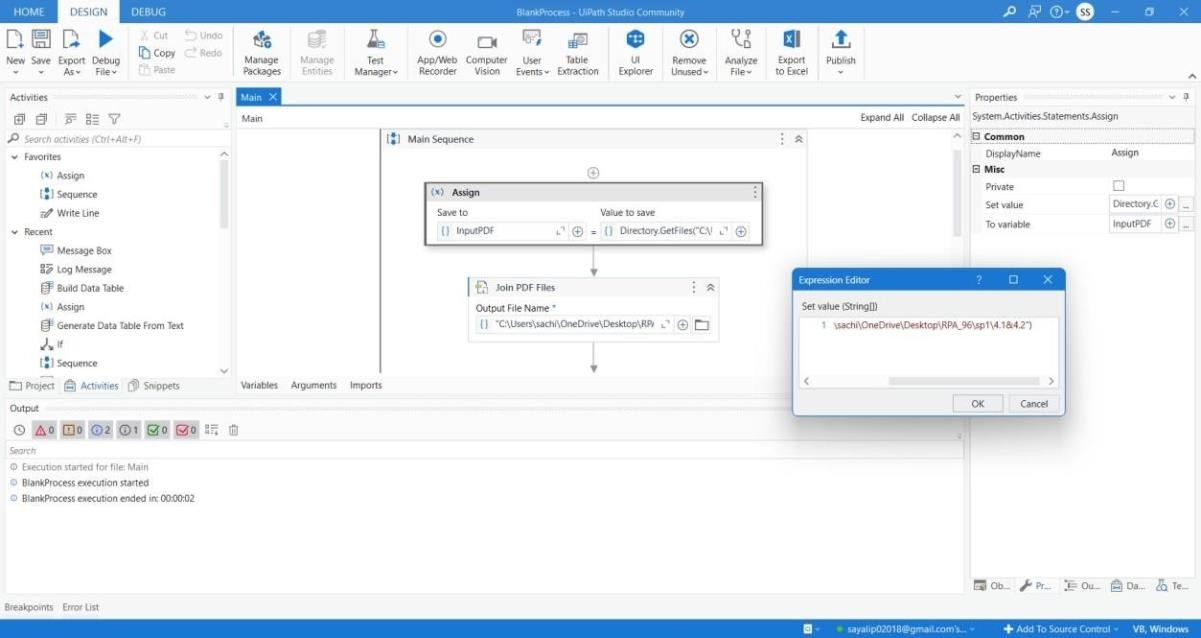 HOME DESIGN DEBUG BlankProcess - UiPath Studio Community SS
New Save Export As Debug File Cut Copy Paste Undo Redo Manage Packages Manage Entities Test Manager App/Web Recorder Computer Vision User Events Table Extraction UI Explorer Remove Unused Analyze File Export to Excel Publish
Activities
Search activities (Ctrl+Alt+F)
Favorites
(x) Assign
Sequence
Write Line
Recent
Message Box
Log Message
Build Data Table
(x) Assign
Generate Data Table From Text
If
Sequence
Project Activities Snippets
Main
Main Expand All Collapse All
Main Sequence
(x) Assign
Save to Value to save
{} InputPDF = {} Directory.GetFiles("C:\
Join PDF Files
Output File Name *
{} "C:\Users\sachi\OneDrive\Desktop\RP
Variables Arguments Imports
Properties
System.Activities.Statements.Assign
Common
DisplayName Assign
Misc
Private
Set value Directory.G ...
To variable InputPDF ...
Expression Editor ?
Set value (String[])
1 \sachi\OneDrive\Desktop\RPA_96\sp1\4.1&4.2")
OK Cancel
Output
0 0 2 1 0 0
Search
Execution started for file: Main
BlankProcess execution started
BlankProcess execution ended in: 00:00:02
Ob... Pr... Ou... Da... Te...
Breakpoints Error List
sayalip02018@gmail.com's... Add To Source Control VB, Windows